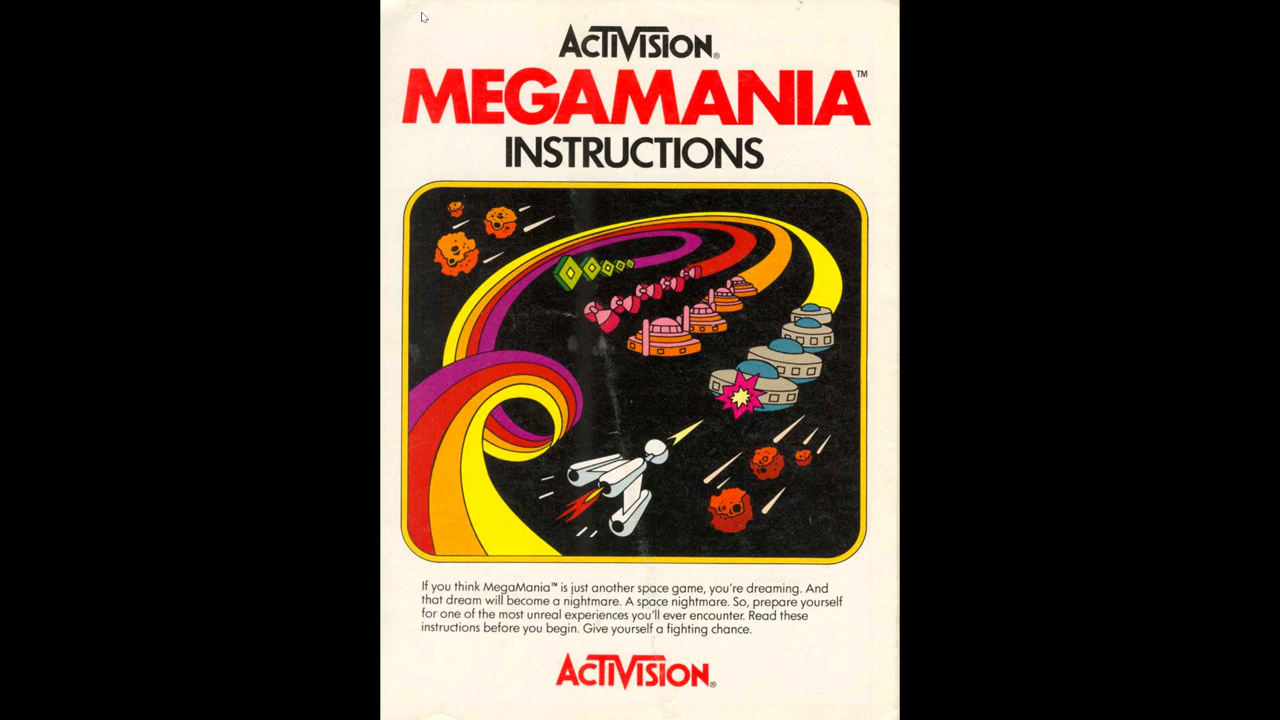 ACTIVISION®
MEGAMANIA™
INSTRUCTIONS
If you think MegaMania™ is just another space game, you're dreaming. And
that dream will become a nightmare. A space nightmare. So, prepare yourself
for one of the most unreal experiences you'll ever encounter. Read these
instructions before you begin. Give yourself a fighting chance.
ACTIVISION®